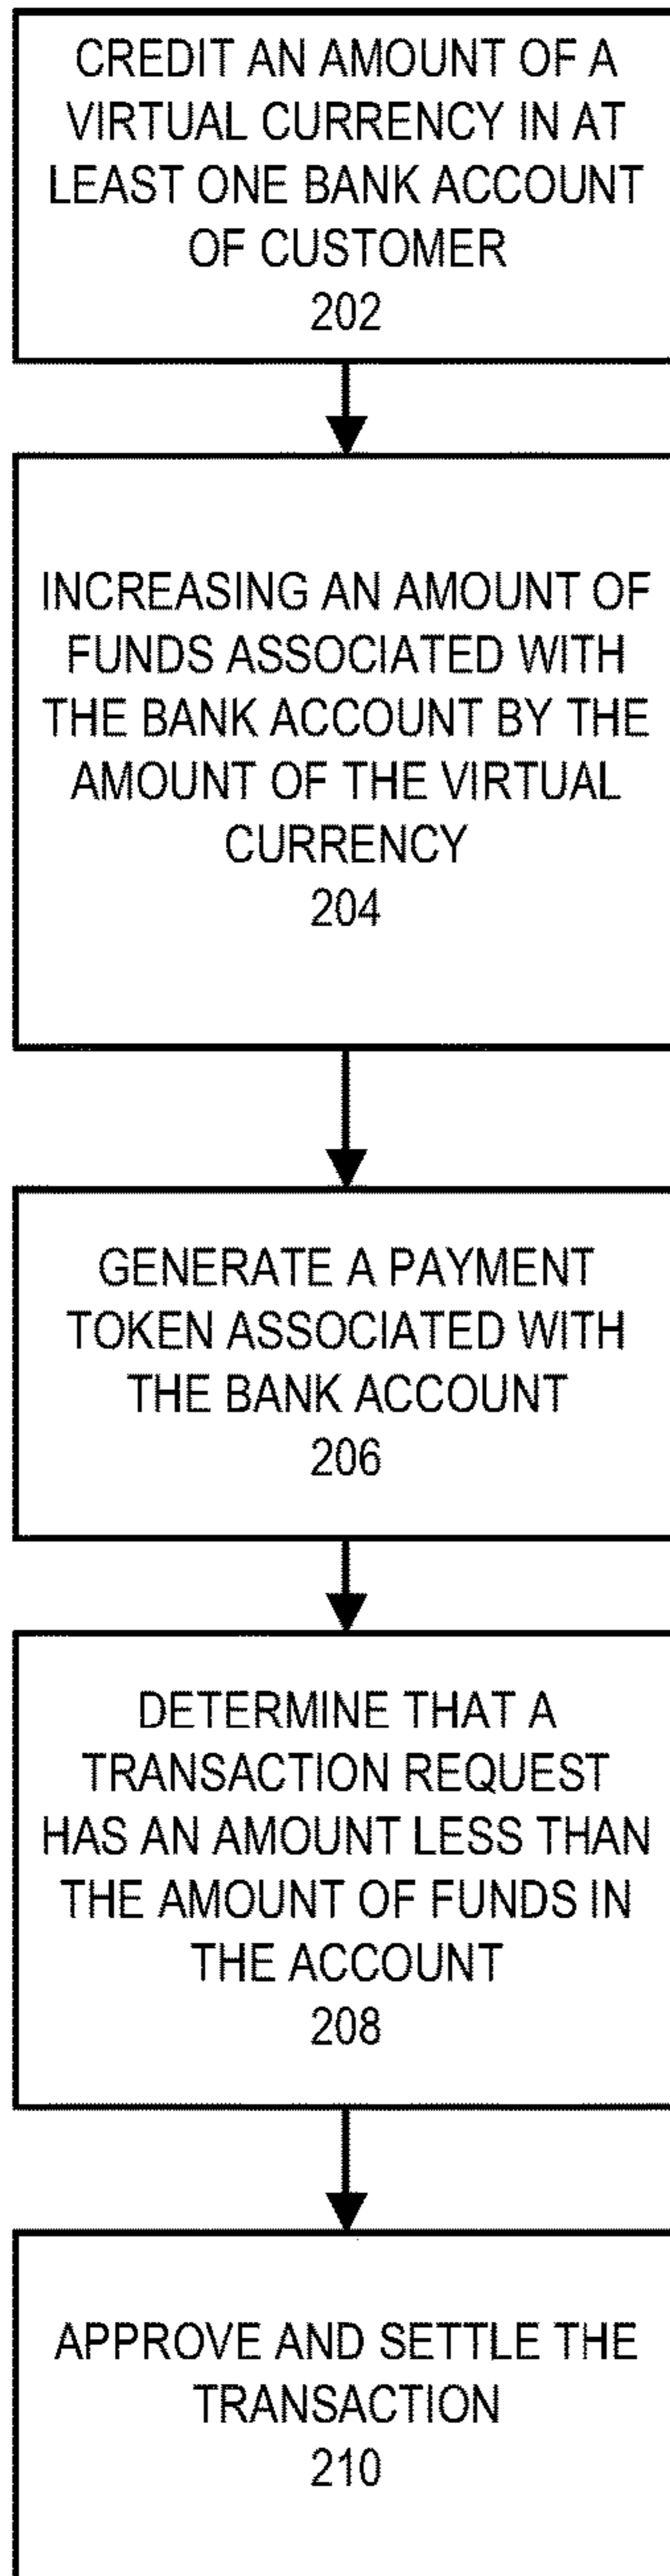 CREDIT AN AMOUNT OF A
VIRTUAL CURRENCY IN AT
LEAST ONE BANK ACCOUNT
OF CUSTOMER
202
INCREASING AN AMOUNT OF
FUNDS ASSOCIATED WITH
THE BANK ACCOUNT BY THE
AMOUNT OF THE VIRTUAL
CURRENCY
204
GENERATE A PAYMENT
TOKEN ASSOCIATED WITH
THE BANK ACCOUNT
206
DETERMINE THAT A
TRANSACTION REQUEST
HAS AN AMOUNT LESS THAN
THE AMOUNT OF FUNDS IN
THE ACCOUNT
208
APPROVE AND SETTLE THE
TRANSACTION
210